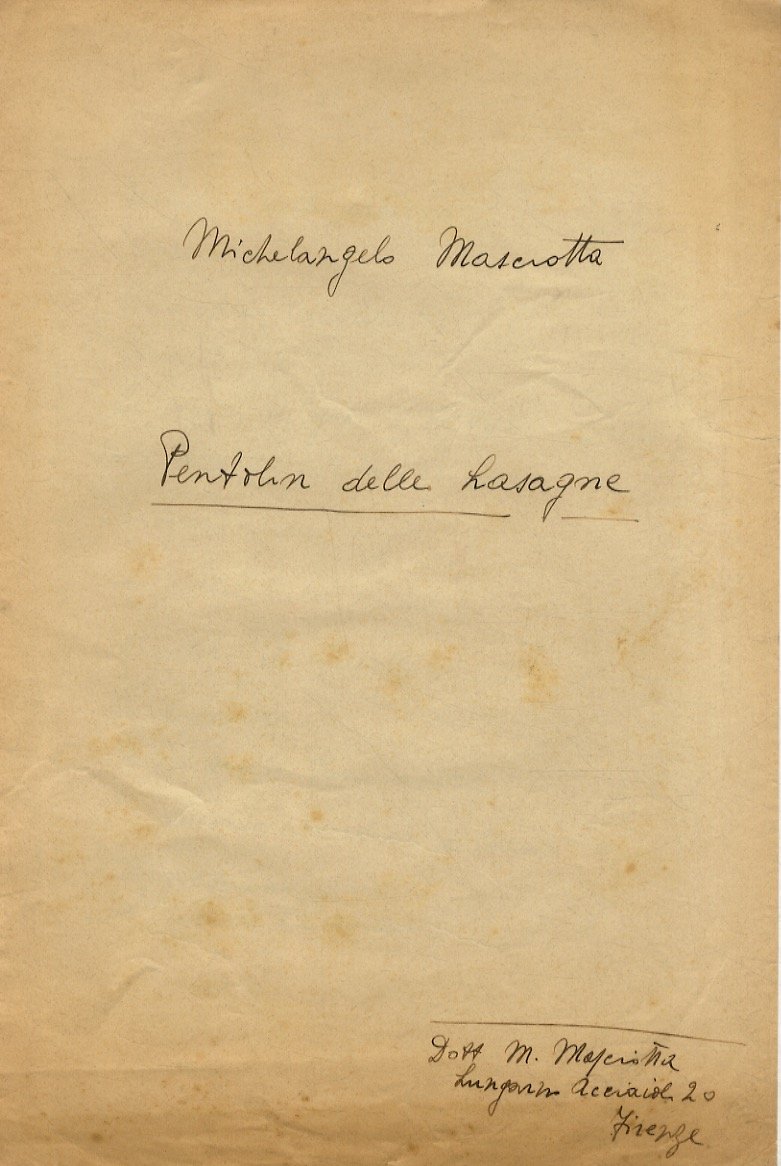 Michelangelo Masciotta
Pentolin delle Lasagne
Dott M. Masciotta
Lungarno Acciaioli 20
Firenze